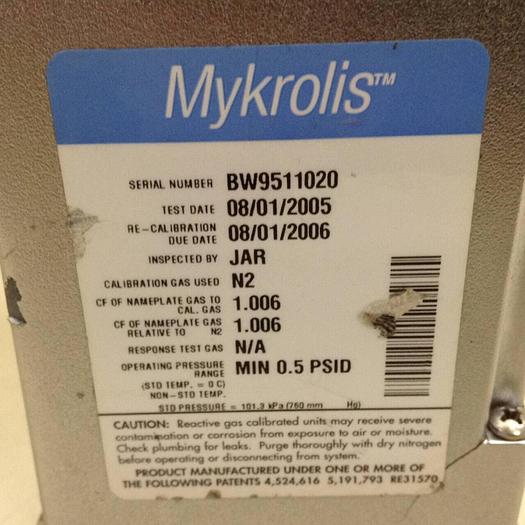 Mykrolis™
SERIAL NUMBER BW9511020
TEST DATE 08/01/2005
RE-CALIBRATION
DUE DATE 08/01/2006
INSPECTED BY JAR
CALIBRATION GAS USED N2
CF OF NAMEPLATE GAS TO
CAL. GAS 1.006
CF OF NAMEPLATE GAS
RELATIVE TO N2 1.006
RESPONSE TEST GAS N/A
OPERATING PRESSURE
RANGE MIN 0.5 PSID
(STD TEMP. = 0 C)
NON-STD TEMP.
STD PRESSURE = 101.3 kPa (760 mm Hg)
CAUTION: Reactive gas calibrated units may receive severe
contamination or corrosion from exposure to air or moisture.
Check plumbing for leaks. Purge thoroughly with dry nitrogen
before operating or disconnecting from system.
PRODUCT MANUFACTURED UNDER ONE OR MORE OF
THE FOLLOWING PATENTS 4,524,616 5,191,793 RE31570